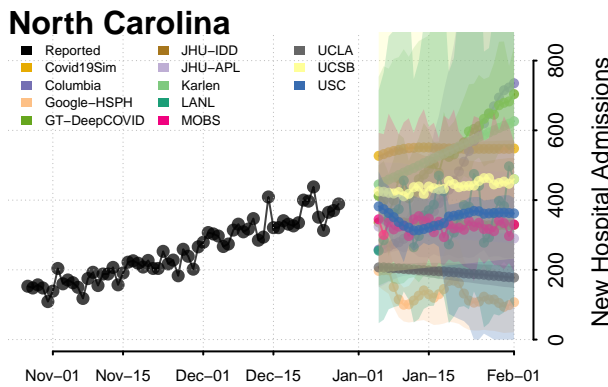 North Carolina
Reported
Covid19Sim
Columbia
Google−HSPH
GT−DeepCOVID
JHU−IDD
JHU−APL
Karlen
LANL
MOBS
UCLA
UCSB
USC
800
600
400
200
0
New Hospital Admissions
Nov−01 Nov−15 Dec−01 Dec−15 Jan−01 Jan−15 Feb−01